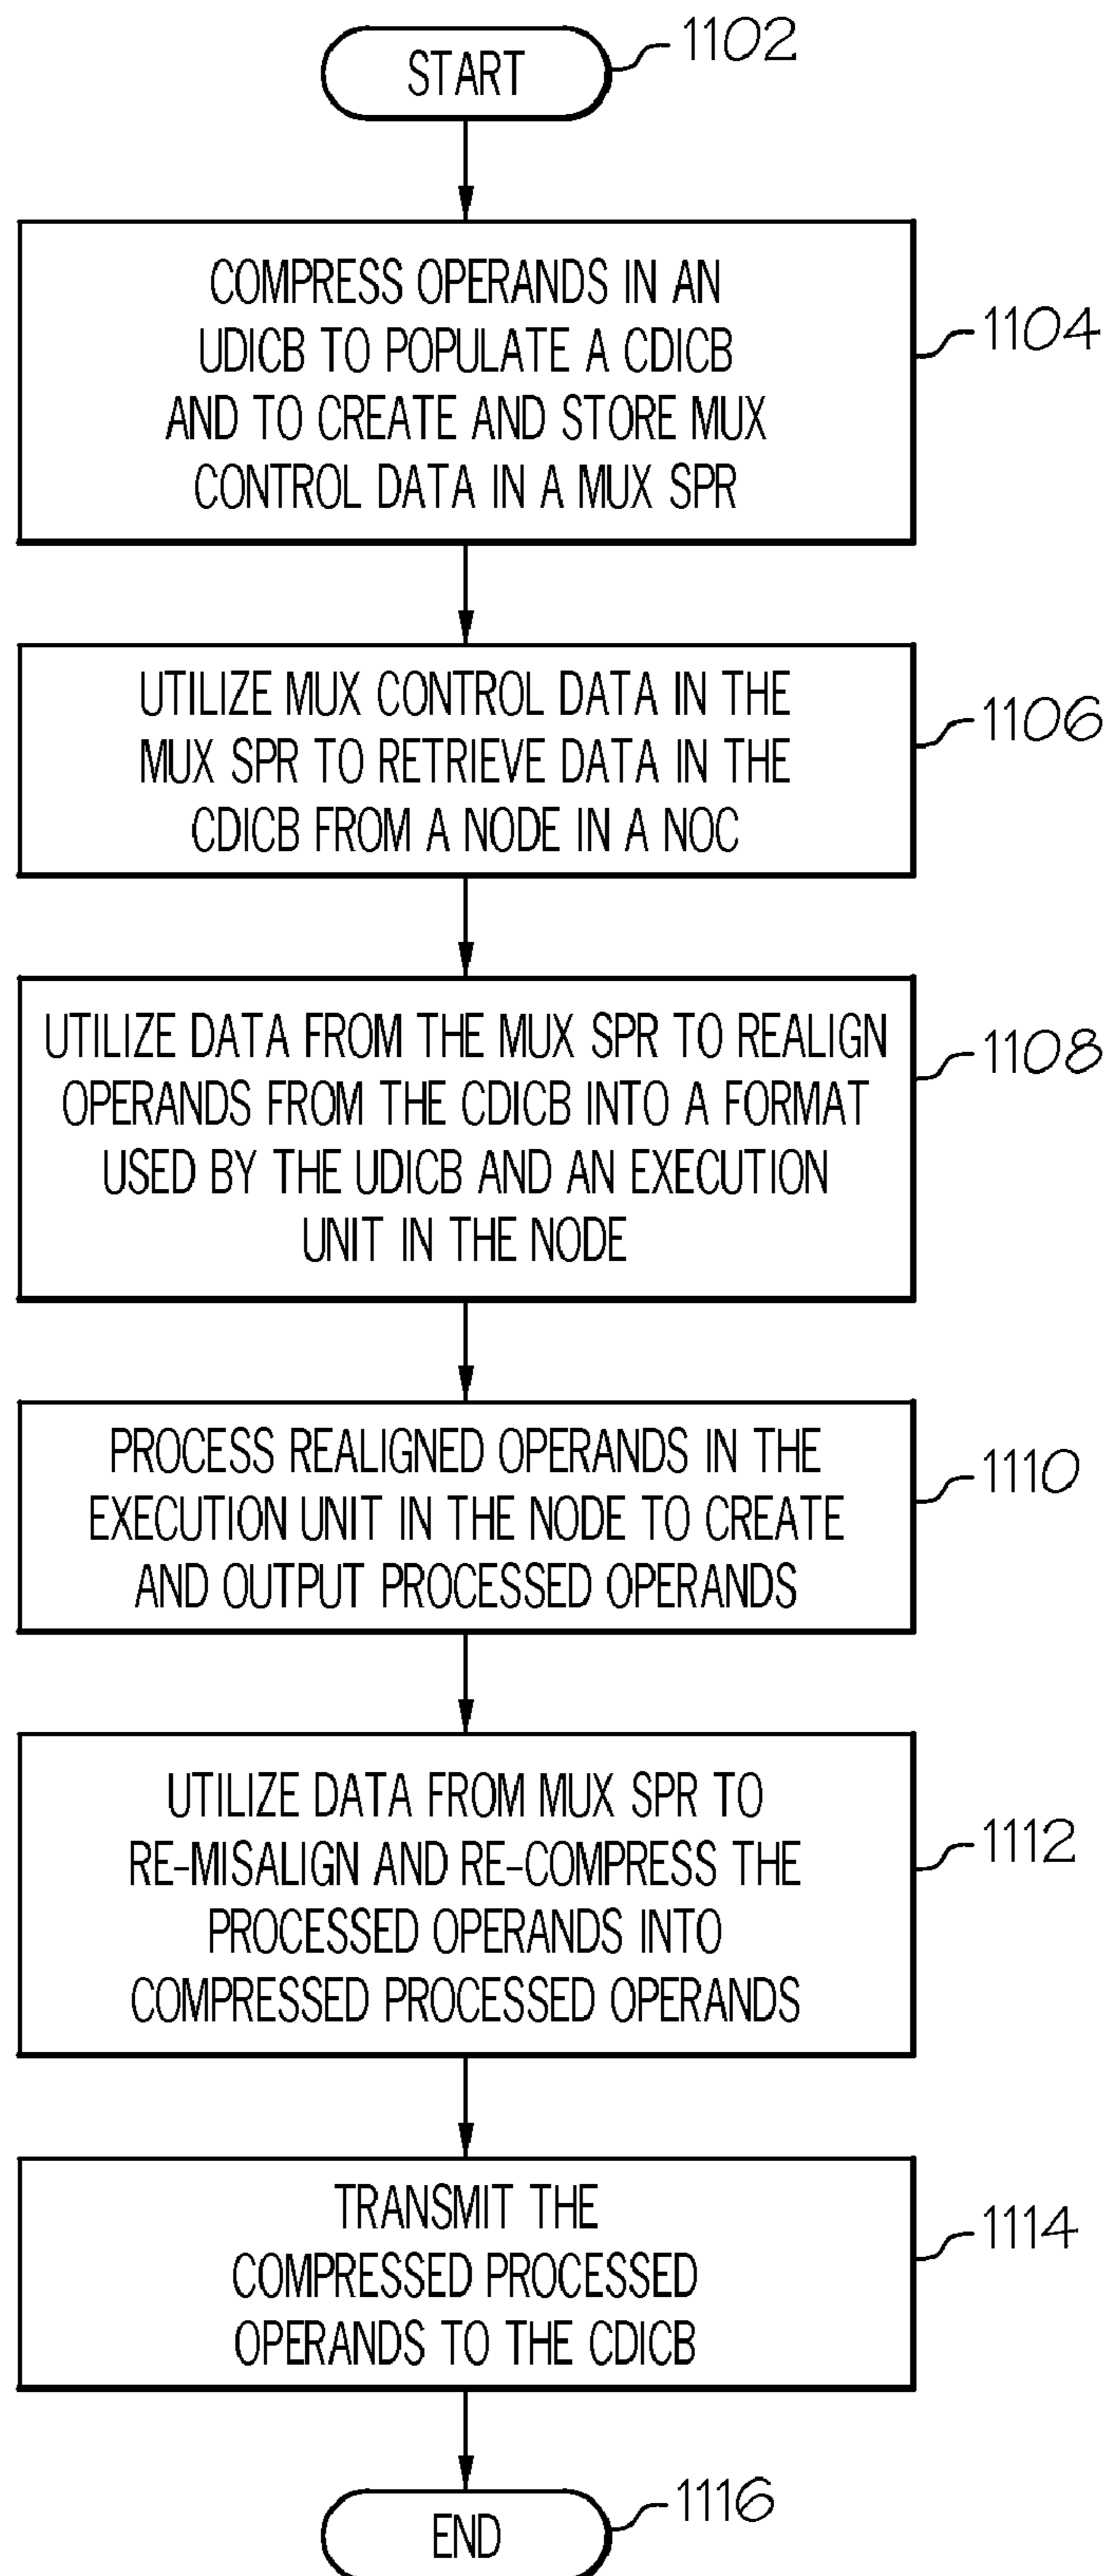 START
1102
COMPRESS OPERANDS IN AN
UDICB TO POPULATE A CDICB
AND TO CREATE AND STORE MUX
CONTROL DATA IN A MUX SPR
1104
UTILIZE MUX CONTROL DATA IN THE
MUX SPR TO RETRIEVE DATA IN THE
CDICB FROM A NODE IN A NOC
1106
UTILIZE DATA FROM THE MUX SPR TO REALIGN
OPERANDS FROM THE CDICB INTO A FORMAT
USED BY THE UDICB AND AN EXECUTION
UNIT IN THE NODE
1108
PROCESS REALIGNED OPERANDS IN THE
EXECUTION UNIT IN THE NODE TO CREATE
AND OUTPUT PROCESSED OPERANDS
1110
UTILIZE DATA FROM MUX SPR TO
RE-MISALIGN AND RE-COMPRESS THE
PROCESSED OPERANDS INTO
COMPRESSED PROCESSED OPERANDS
1112
TRANSMIT THE
COMPRESSED PROCESSED
OPERANDS TO THE CDICB
1114
END
1116